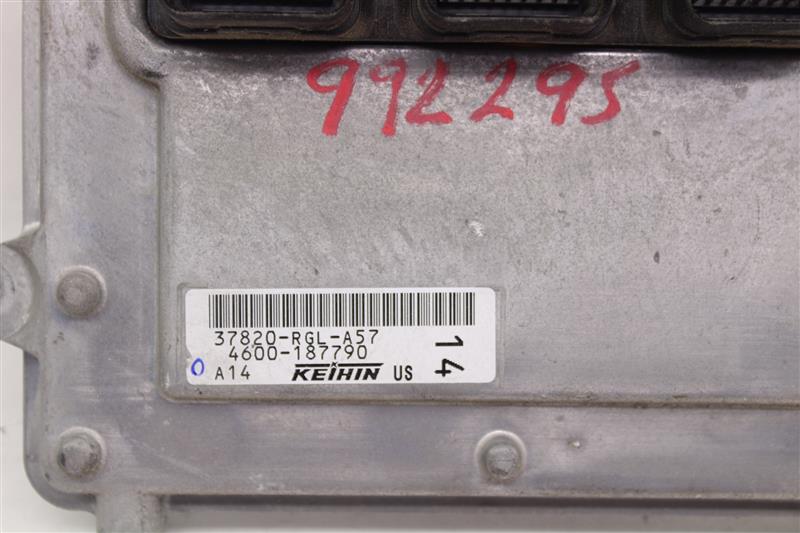 992295
37820-RGL-A57
4600-187790
14
0 A14 KEIHIN US